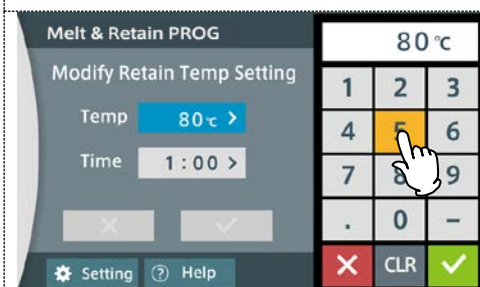 Melt & Retain PROG
Modify Retain Temp Setting
Temp 80℃ >
Time 1:00 >
Setting ? Help
80 ℃
1 2 3
4 5 6
7 8 9
. 0 -
CLR